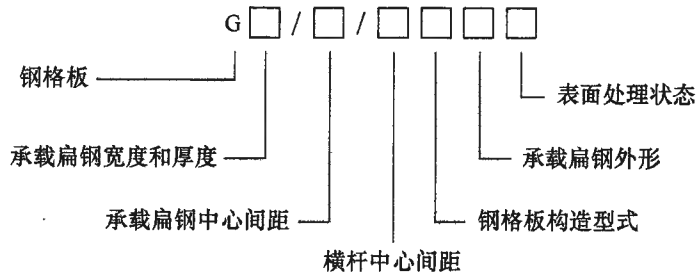 G□/□/□□□□
钢格板
表面处理状态
承载扁钢宽度和厚度
承载扁钢外形
承载扁钢中心间距
钢格板构造型式
横杆中心间距